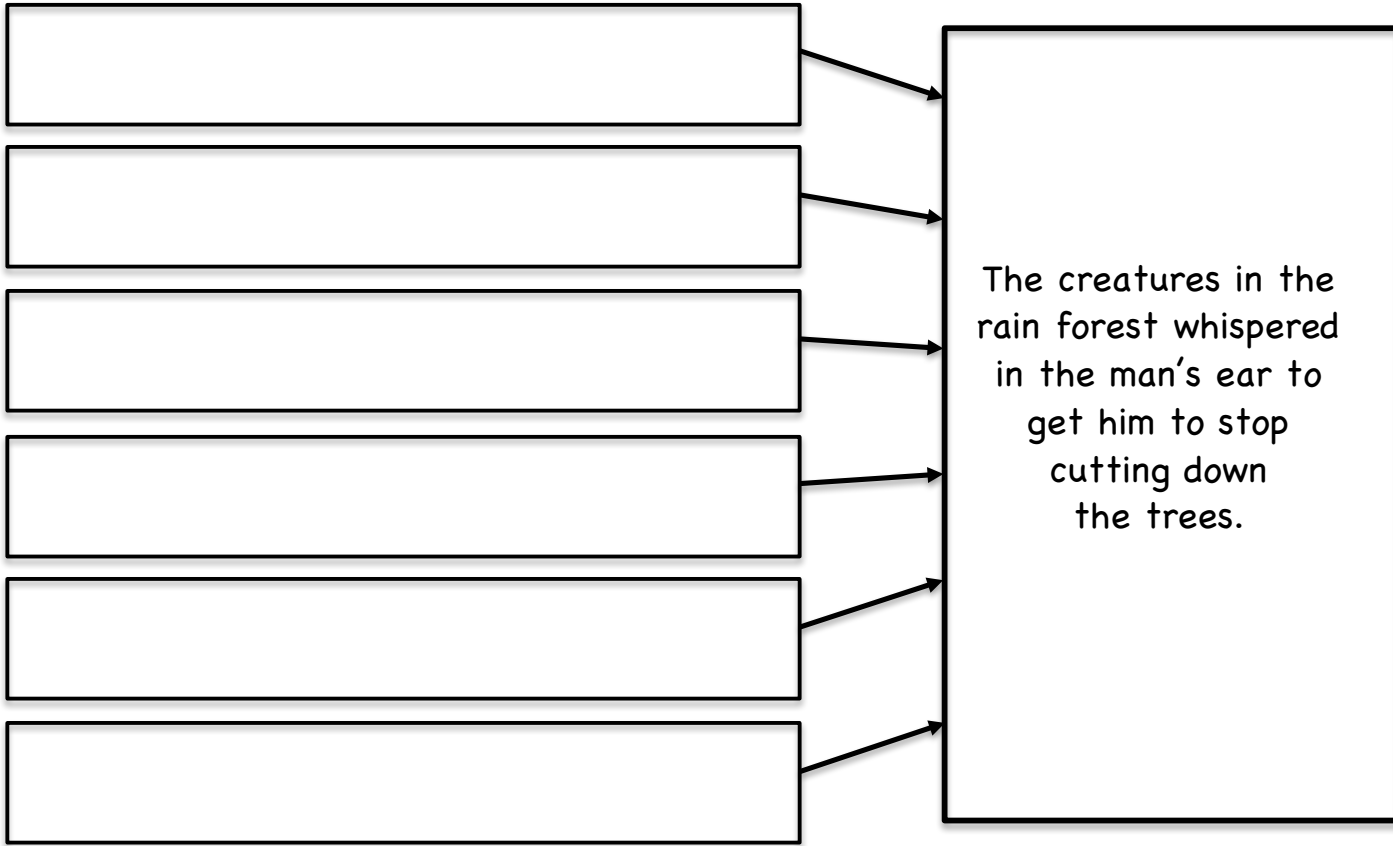 The creatures in the
rain forest whispered
in the man's ear to
get him to stop
cutting down
the trees.